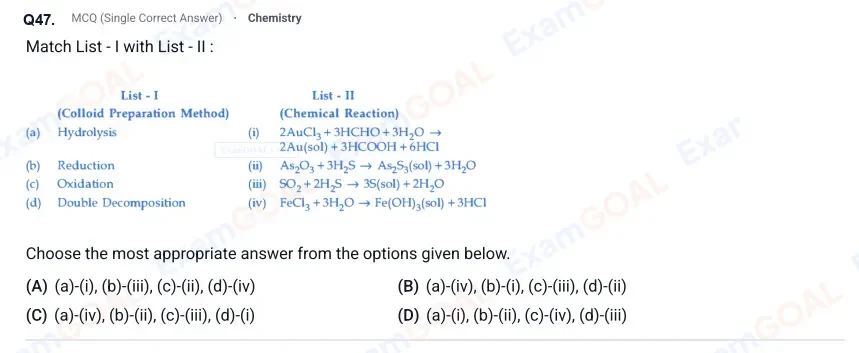 Q47. MCQ (Single Correct Answer) · Chemistry
Match List - I with List - II :
List - I List - II
(Colloid Preparation Method) (Chemical Reaction)
(a) Hydrolysis (i) 2AuCl₃ + 3HCHO + 3H₂O →
2Au(sol) + 3HCOOH + 6HCl
(b) Reduction (ii) As₂O₃ + 3H₂S → As₂S₃(sol) + 3H₂O
(c) Oxidation (iii) SO₂ + 2H₂S → 3S(sol) + 2H₂O
(d) Double Decomposition (iv) FeCl₃ + 3H₂O → Fe(OH)₃(sol) + 3HCl
Choose the most appropriate answer from the options given below.
(A) (a)-(i), (b)-(iii), (c)-(ii), (d)-(iv) (B) (a)-(iv), (b)-(i), (c)-(iii), (d)-(ii)
(C) (a)-(iv), (b)-(ii), (c)-(iii), (d)-(i) (D) (a)-(i), (b)-(ii), (c)-(iv), (d)-(iii)